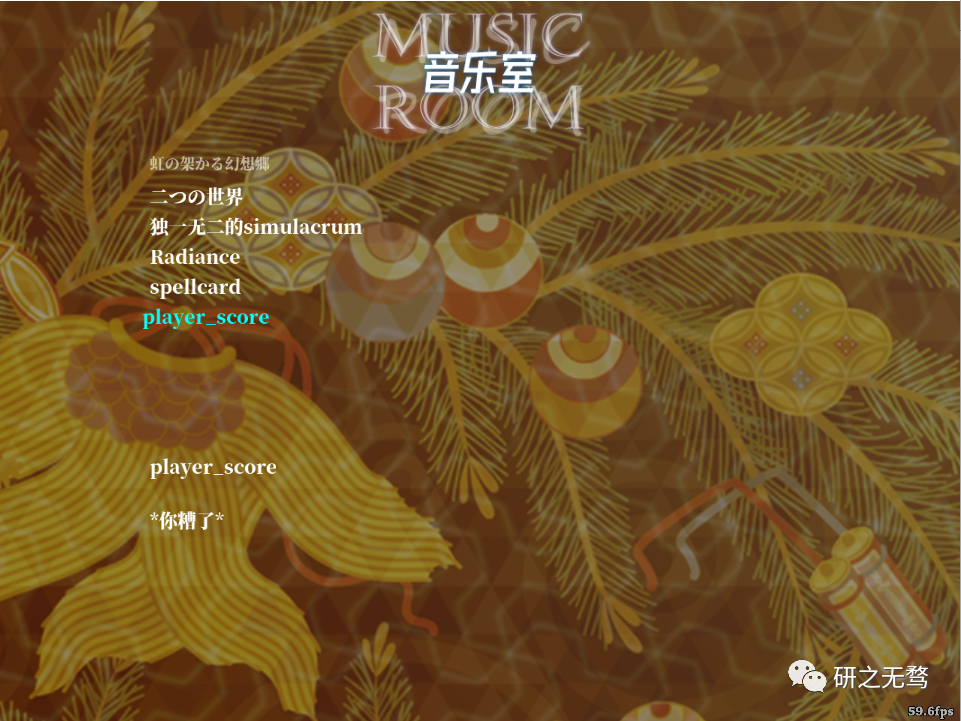 MUSIC
音乐室
ROOM
虹の架かる幻想郷
二つの世界
独一无二的simulacrum
Radiance
spellcard
player_score
player_score
*你糟了*
研之无骛
59.6fps